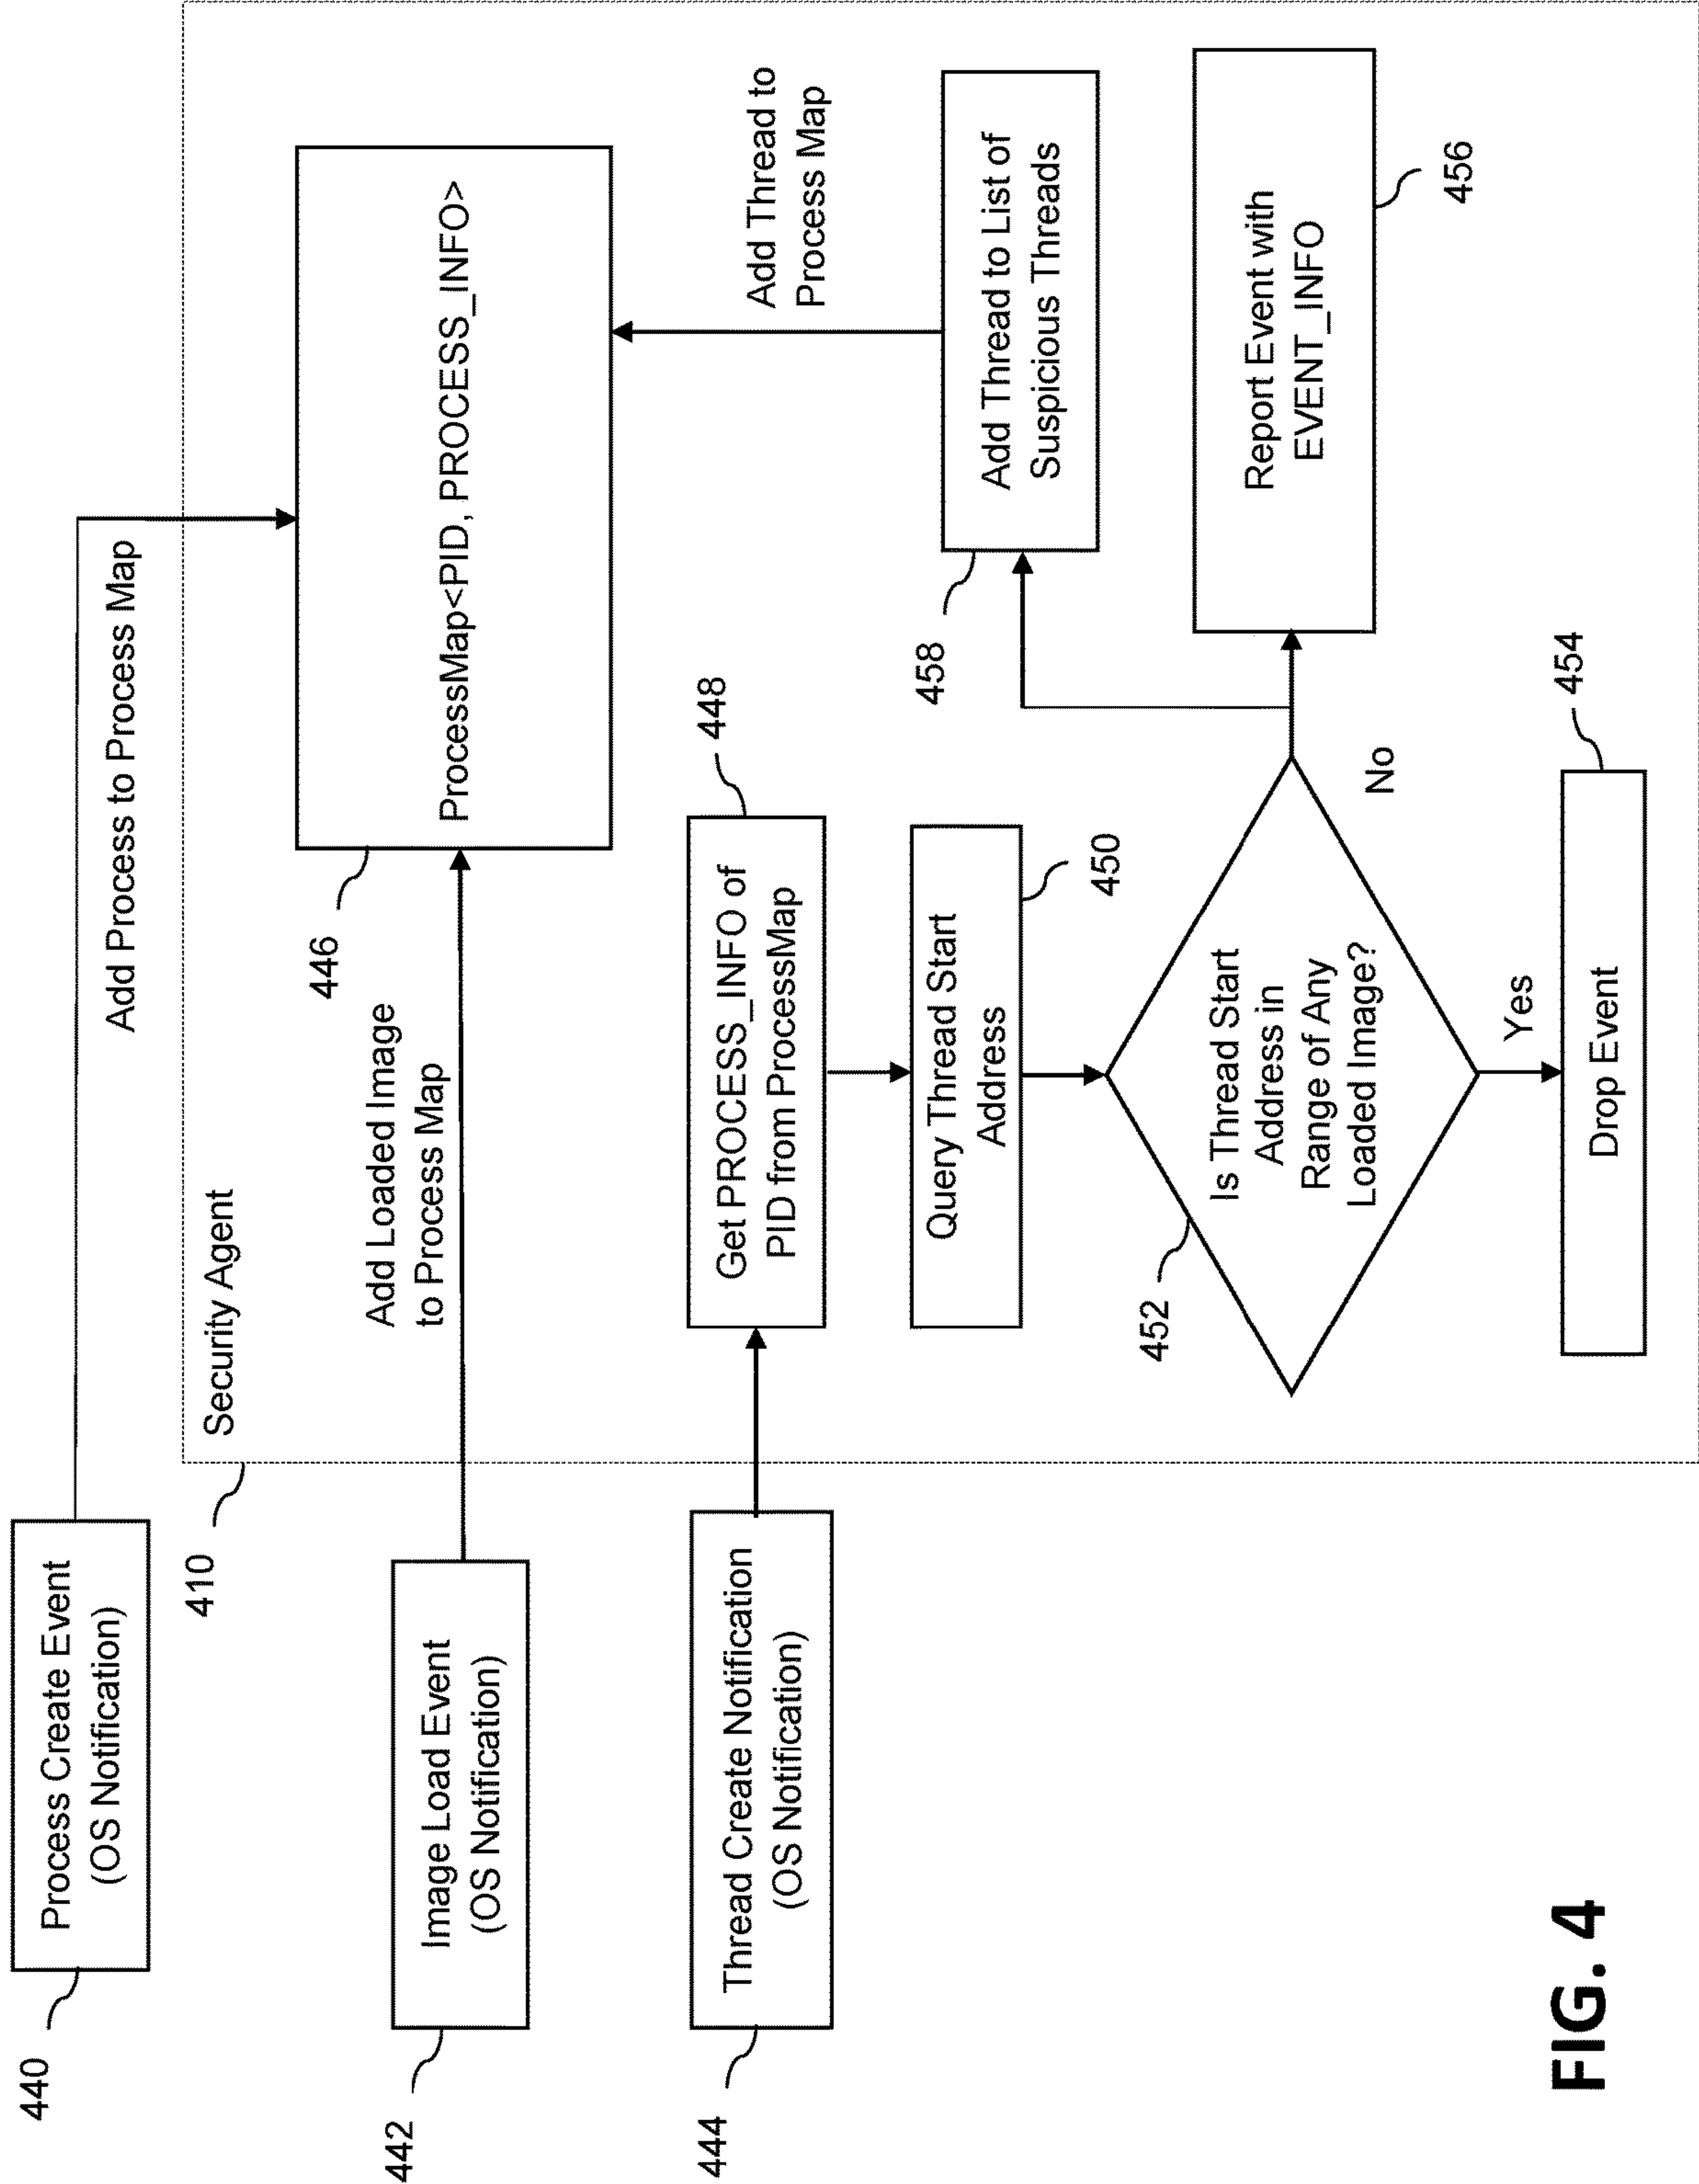 440
Process Create Event
(OS Notification)
Add Process to Process Map
410
Security Agent
442
Image Load Event
(OS Notification)
Add Loaded Image
to Process Map
446
ProcessMap<PID, PROCESS_INFO>
444
Thread Create Notification
(OS Notification)
Get PROCESS_INFO of
PID from ProcessMap
448
Add Thread to
Process Map
Query Thread Start
Address
450
458
Add Thread to List of
Suspicious Threads
452
Is Thread Start
Address in
Range of Any
Loaded Image?
No
Report Event with
EVENT_INFO
456
Yes
Drop Event
454
FIG. 4